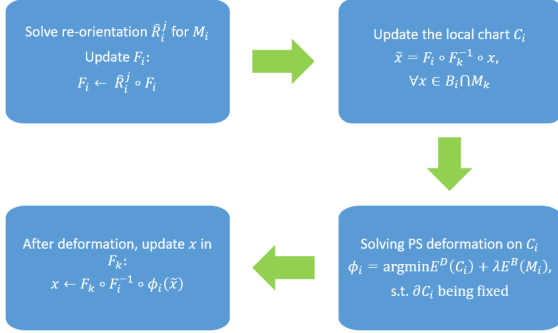 Solve re-orientation R̂ᵢʲ for Mᵢ
Update Fᵢ:
Fᵢ ← R̂ᵢʲ ∘ Fᵢ
Update the local chart Cᵢ
x̃ = Fᵢ ∘ Fₖ⁻¹ ∘ x,
∀x ∈ Bᵢ⋂Mₖ
Solving PS deformation on Cᵢ
ϕᵢ = argminEᴰ(Cᵢ) + λEᴮ(Mᵢ),
s.t. ∂Cᵢ being fixed
After deformation, update x in
Fₖ:
x ← Fₖ ∘ Fᵢ⁻¹ ∘ ϕᵢ(x̃)